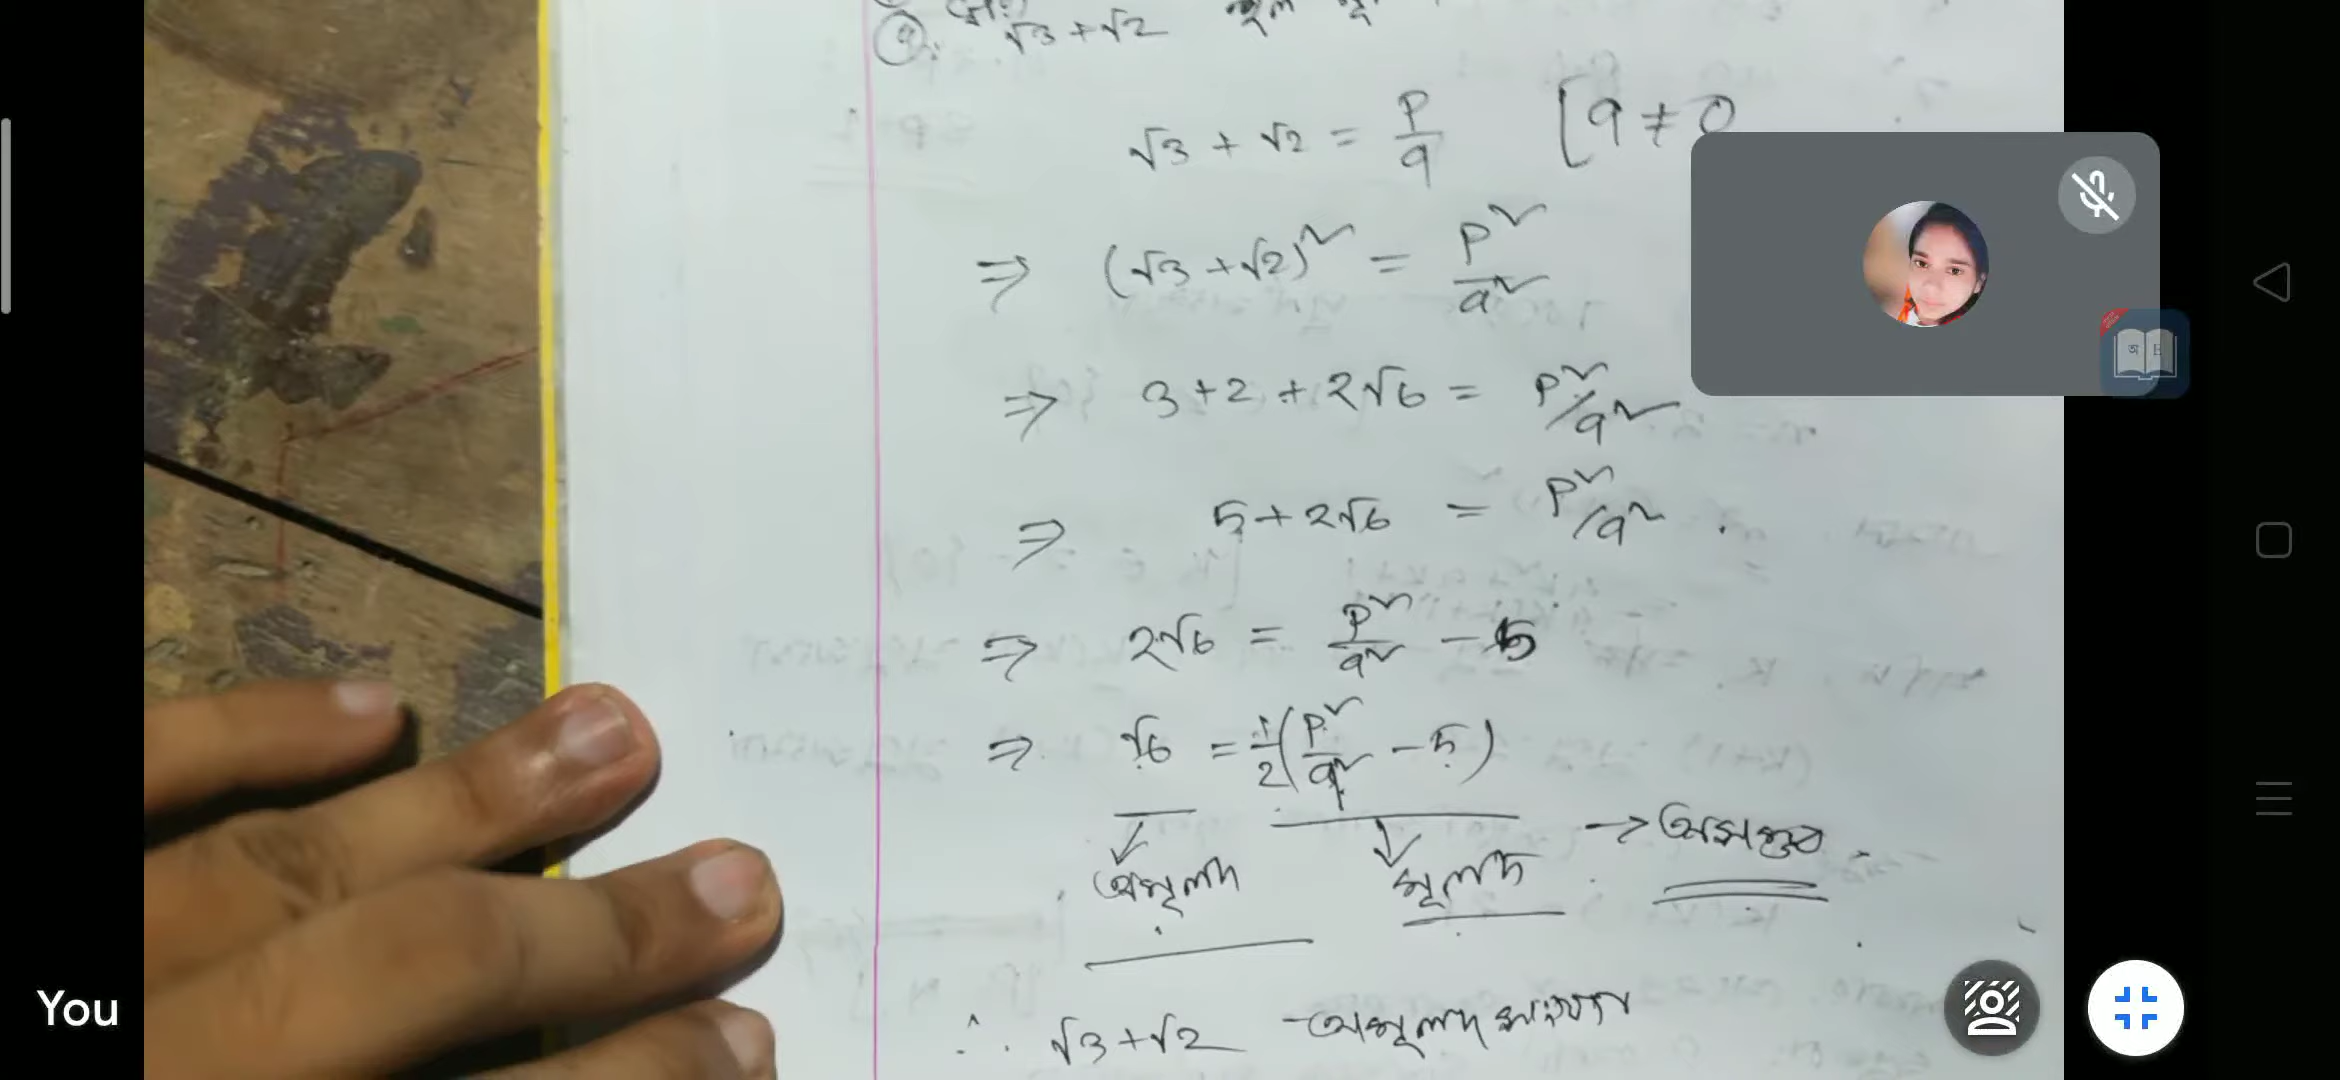 √3 + √2
√3 + √2 = p/q [q ≠ 0
⇒ (√3 + √2)² = p²/q²
⇒ 3 + 2 + 2√6 = p²/q²
⇒ 5 + 2√6 = p²/q².
⇒ 2√6 = p²/q² - 5
⇒ √6 = 1/2(p²/q² - 5)
→ অসম্ভব
অমূলদ মূলদ
∴ √3 + √2 অমূলদ সংখ্যা
You